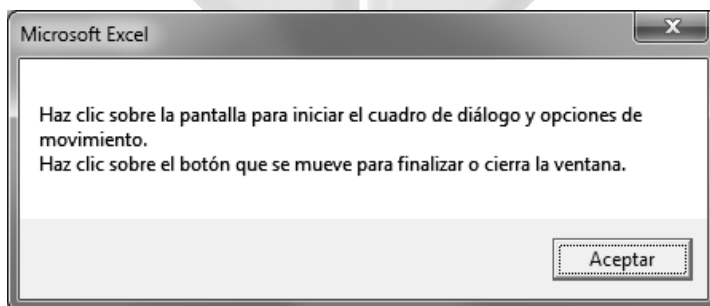 Microsoft Excel
Haz clic sobre la pantalla para iniciar el cuadro de diálogo y opciones de
movimiento.
Haz clic sobre el botón que se mueve para finalizar o cierra la ventana.
Aceptar